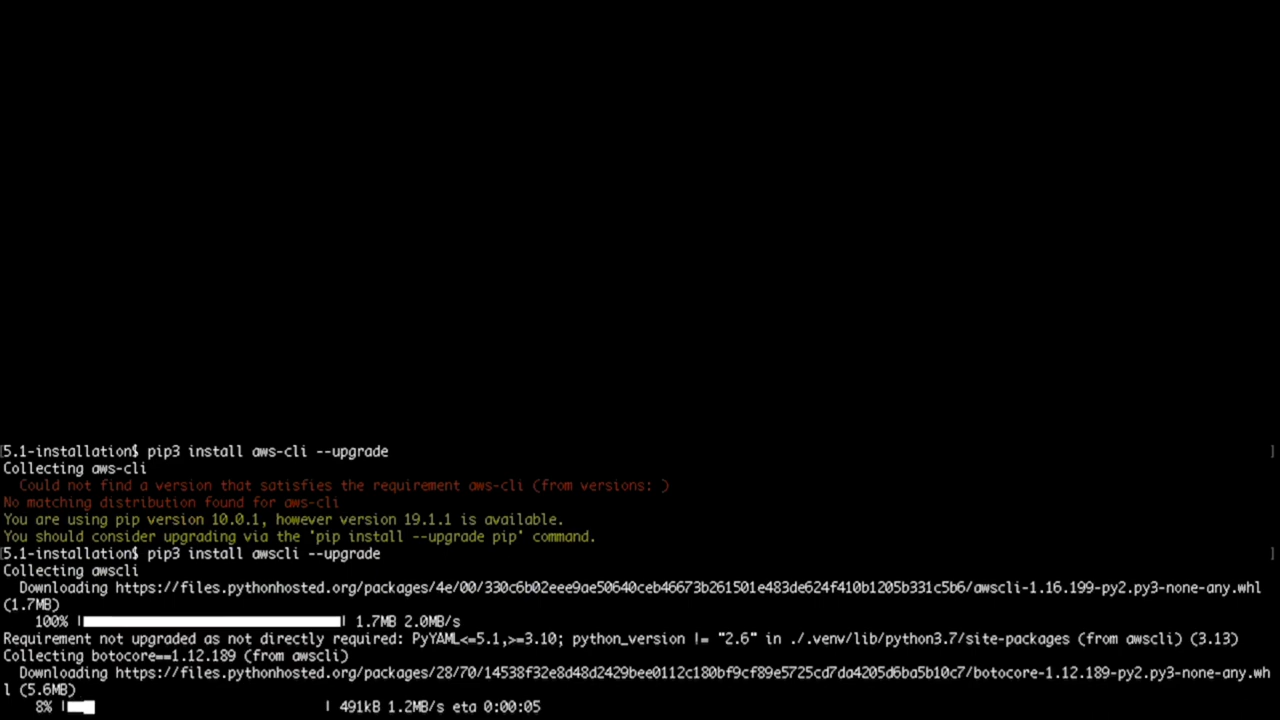 [5.1-installation$ pip3 install aws-cli --upgrade ]
Collecting aws-cli
Could not find a version that satisfies the requirement aws-cli (from versions: )
No matching distribution found for aws-cli
You are using pip version 10.0.1, however version 19.1.1 is available.
You should consider upgrading via the 'pip install --upgrade pip' command.
[5.1-installation$ pip3 install awscli --upgrade ]
Collecting awscli
Downloading https://files.pythonhosted.org/packages/4e/00/330c6b02eee9ae50640ceb46673b261501e483de624f410b1205b331c5b6/awscli-1.16.199-py2.py3-none-any.whl
(1.7MB)
100% |████████████████████████████████| 1.7MB 2.0MB/s
Requirement not upgraded as not directly required: PyYAML<=5.1,>=3.10; python_version != "2.6" in ./.venv/lib/python3.7/site-packages (from awscli) (3.13)
Collecting botocore==1.12.189 (from awscli)
Downloading https://files.pythonhosted.org/packages/28/70/14538f32e8d48d2429bee0112c180bf9cf89e5725cd7da4205d6ba5b10c7/botocore-1.12.189-py2.py3-none-any.wh
l (5.6MB)
8% |███ | 491kB 1.2MB/s eta 0:00:05